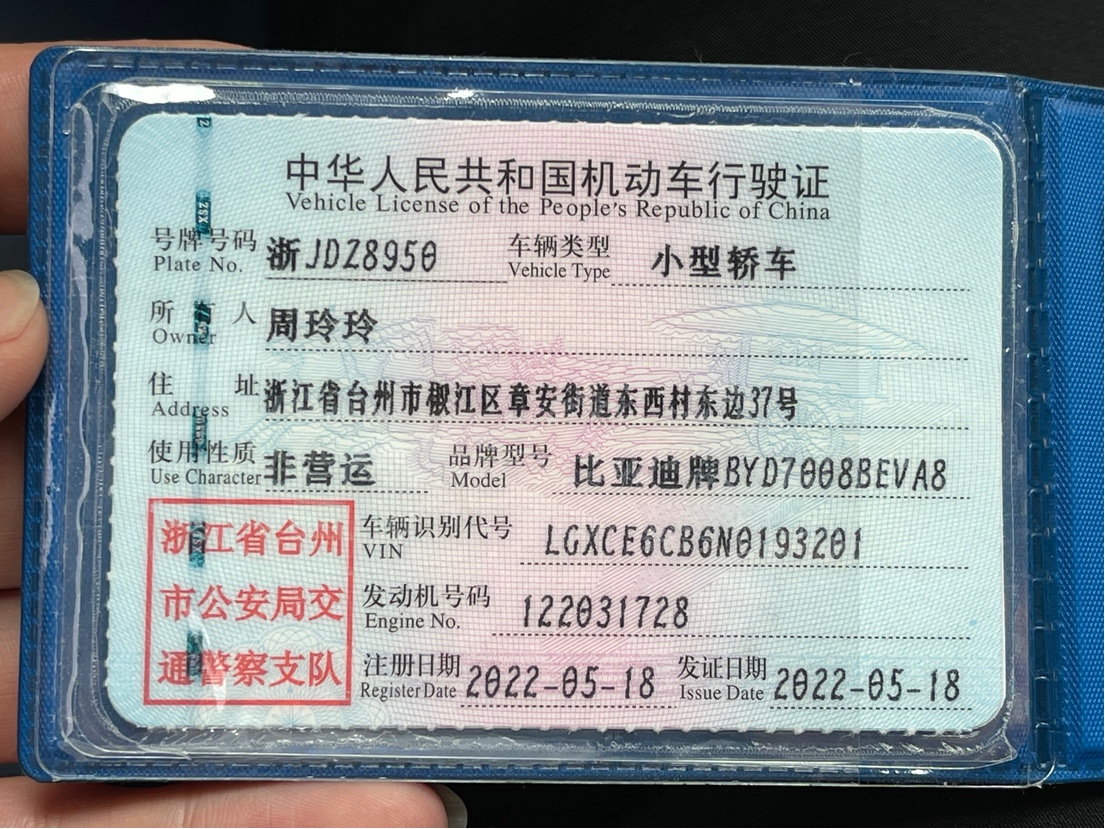 中华人民共和国机动车行驶证
Vehicle License of the People's Republic of China
号牌号码 浙JDZ8950 车辆类型 小型轿车
Plate No. Vehicle Type
所有人 周玲玲
Owner
住址 浙江省台州市椒江区章安街道东西村东边37号
Address
使用性质 非营运 品牌型号 比亚迪牌BYD7008BEVA8
Use Character Model
浙江省台州 车辆识别代号 LGXCE6CB6N0193201
VIN
市公安局交 发动机号码 122031728
Engine No.
通警察支队 注册日期 2022-05-18 发证日期 2022-05-18
Register Date Issue Date